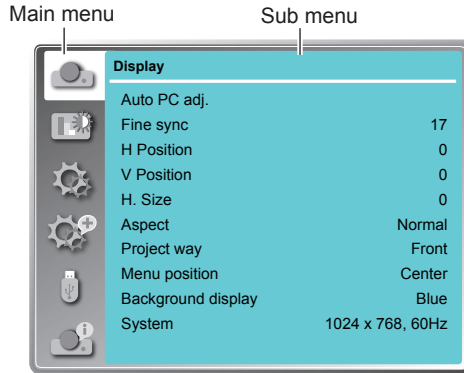 Main menu
Sub menu
Display
Auto PC adj.
Fine sync 17
H Position 0
V Position 0
H. Size 0
Aspect Normal
Project way Front
Menu position Center
Background display Blue
System 1024 x 768, 60Hz